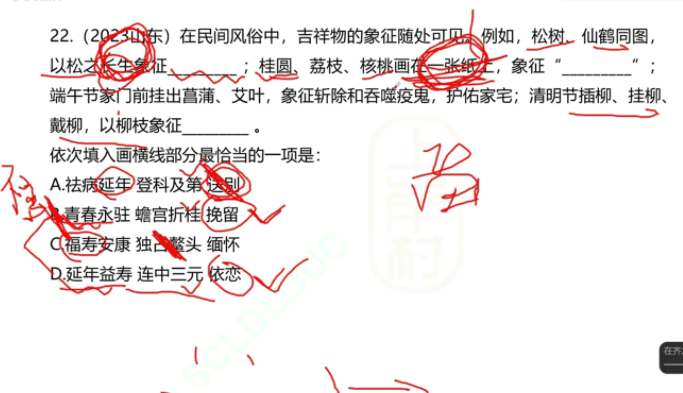 22.（2023山东）在民间风俗中，吉祥物的象征随处可见。例如，松树、仙鹤同图，
以松之长生象征________；桂圆、荔枝、核桃画在一张纸上，象征“________”；
端午节家门前挂出菖蒲、艾叶，象征斩除和吞噬疫鬼，护佑家宅；清明节插柳、挂柳、
戴柳，以柳枝象征________ 。
依次填入画横线部分最恰当的一项是：
A.祛病延年 登科及第 送别
B.青春永驻 蟾宫折桂 挽留
C.福寿安康 独占鳌头 缅怀
D.延年益寿 连中三元 依恋
上岸村
SCLDLCJC
在齐